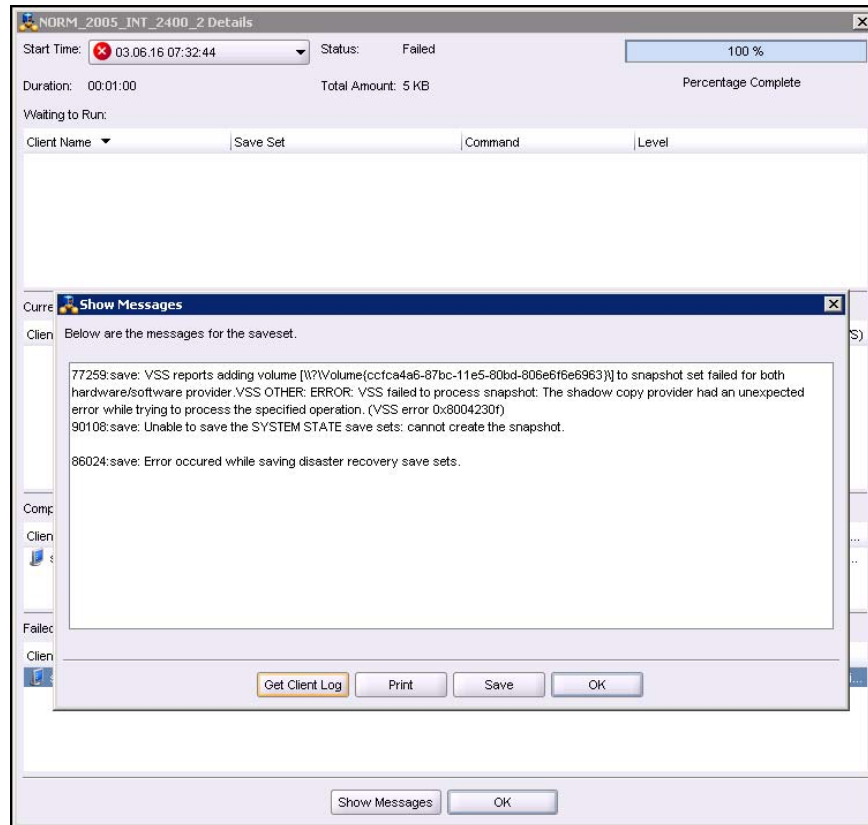 NORM_2005_INT_2400_2 Details
Start Time: 03.06.16 07:32:44 Status: Failed 100 %
Duration: 00:01:00 Total Amount: 5 KB Percentage Complete
Waiting to Run:
Client Name Save Set Command Level
Curre
Show Messages
Clien
S)
Below are the messages for the saveset.
77259:save: VSS reports adding volume [\\?\Volume{ccfca4a6-87bc-11e5-80bd-806e6f6e6963}\] to snapshot set failed for both
hardware/software provider.VSS OTHER: ERROR: VSS failed to process snapshot: The shadow copy provider had an unexpected
error while trying to process the specified operation. (VSS error 0x8004230f)
90108:save: Unable to save the SYSTEM STATE save sets: cannot create the snapshot.
86024:save: Error occured while saving disaster recovery save sets.
Comp
Clien ...
s ..
Failed
Clien
s i...
Get Client Log Print Save OK
Show Messages OK